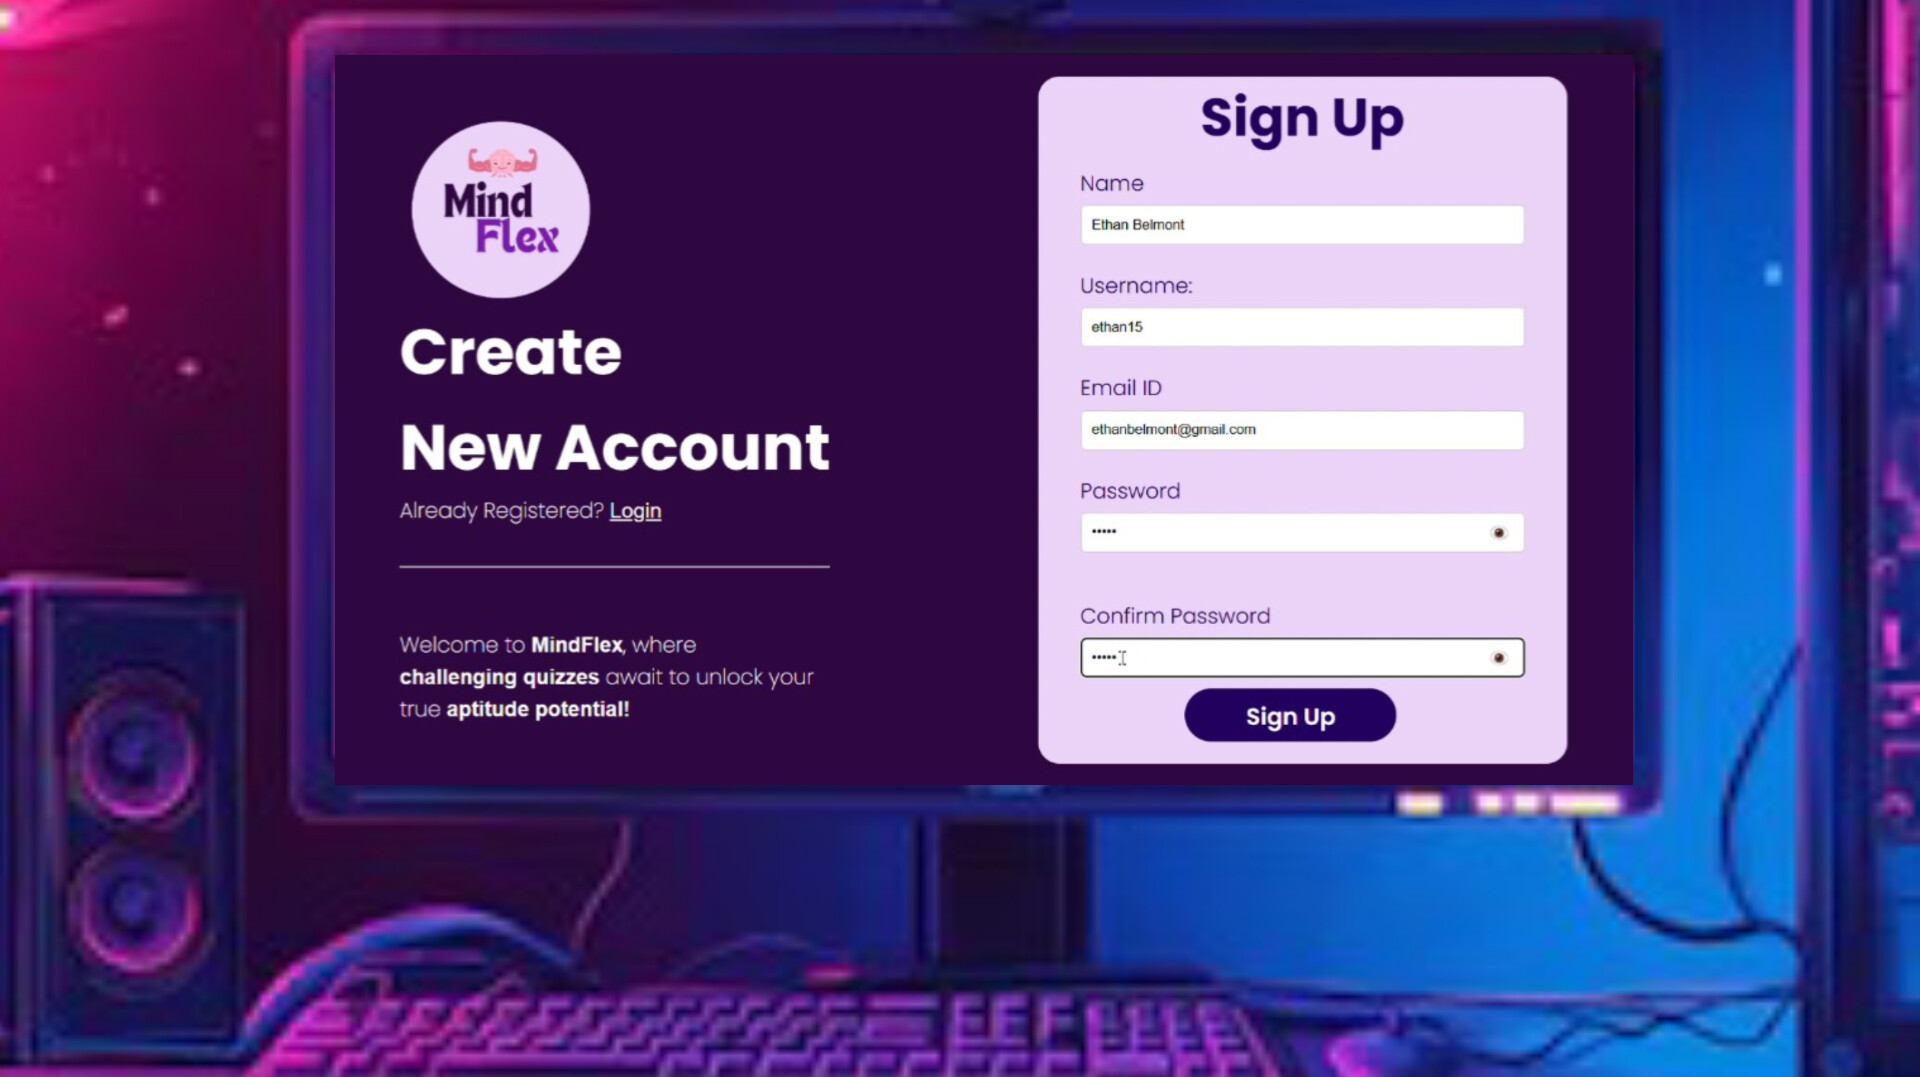 Mind
Flex
Create
New Account
Already Registered? Login
Welcome to MindFlex, where
challenging quizzes await to unlock your
true aptitude potential!
Sign Up
Name
Ethan Belmont
Username:
ethan15
Email ID
ethanbelmont@gmail.com
Password
•••••
Confirm Password
•••••
Sign Up